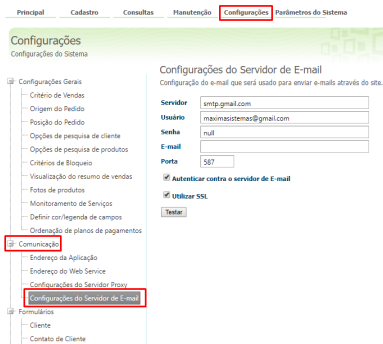 Principal Cadastro Consultas Manutenção Configurações Parâmetros do Sistema
Configurações
Configurações do Sistema
Configurações Gerais
Critério de Vendas
Origem do Pedido
Posição do Pedido
Opções de pesquisa de cliente
Opções de pesquisa de produtos
Critérios de Bloqueio
Visualização do resumo de vendas
Fotos de produtos
Monitoramento de Serviços
Definir cor/legenda de campos
Ordenação de planos de pagamentos
Comunicação
Endereço da Aplicação
Endereço do Web Service
Configurações do Servidor Proxy
Configurações do Servidor de E-mail
Formulários
Cliente
Contato de Cliente
Configurações do Servidor de E-mail
Configuração do e-mail que será usado para enviar e-mails através do site.
Servidor smtp.gmail.com
Usuário maximasistemas@gmail.com
Senha null
E-mail
Porta 587
Autenticar contra o servidor de E-mail
Utilizar SSL
Testar